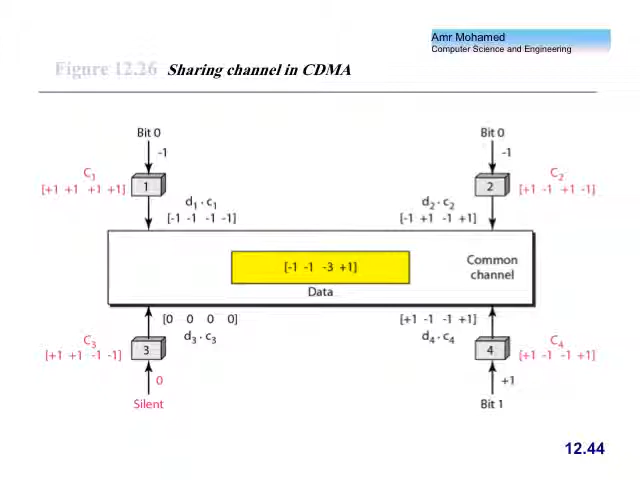 Amr Mohamed
Computer Science and Engineering
Figure 12.26 Sharing channel in CDMA
Bit 0
Bit 0
-1
-1
C1
C2
[+1 +1 +1 +1]
1
2
[+1 -1 +1 -1]
d1 · c1
d2 · c2
[-1 -1 -1 -1]
[-1 +1 -1 +1]
[-1 -1 -3 +1]
Common
channel
Data
[0 0 0 0]
[+1 -1 -1 +1]
C3
d3 · c3
d4 · c4
C4
[+1 +1 -1 -1]
3
4
[+1 -1 -1 +1]
0
+1
Silent
Bit 1
12.44